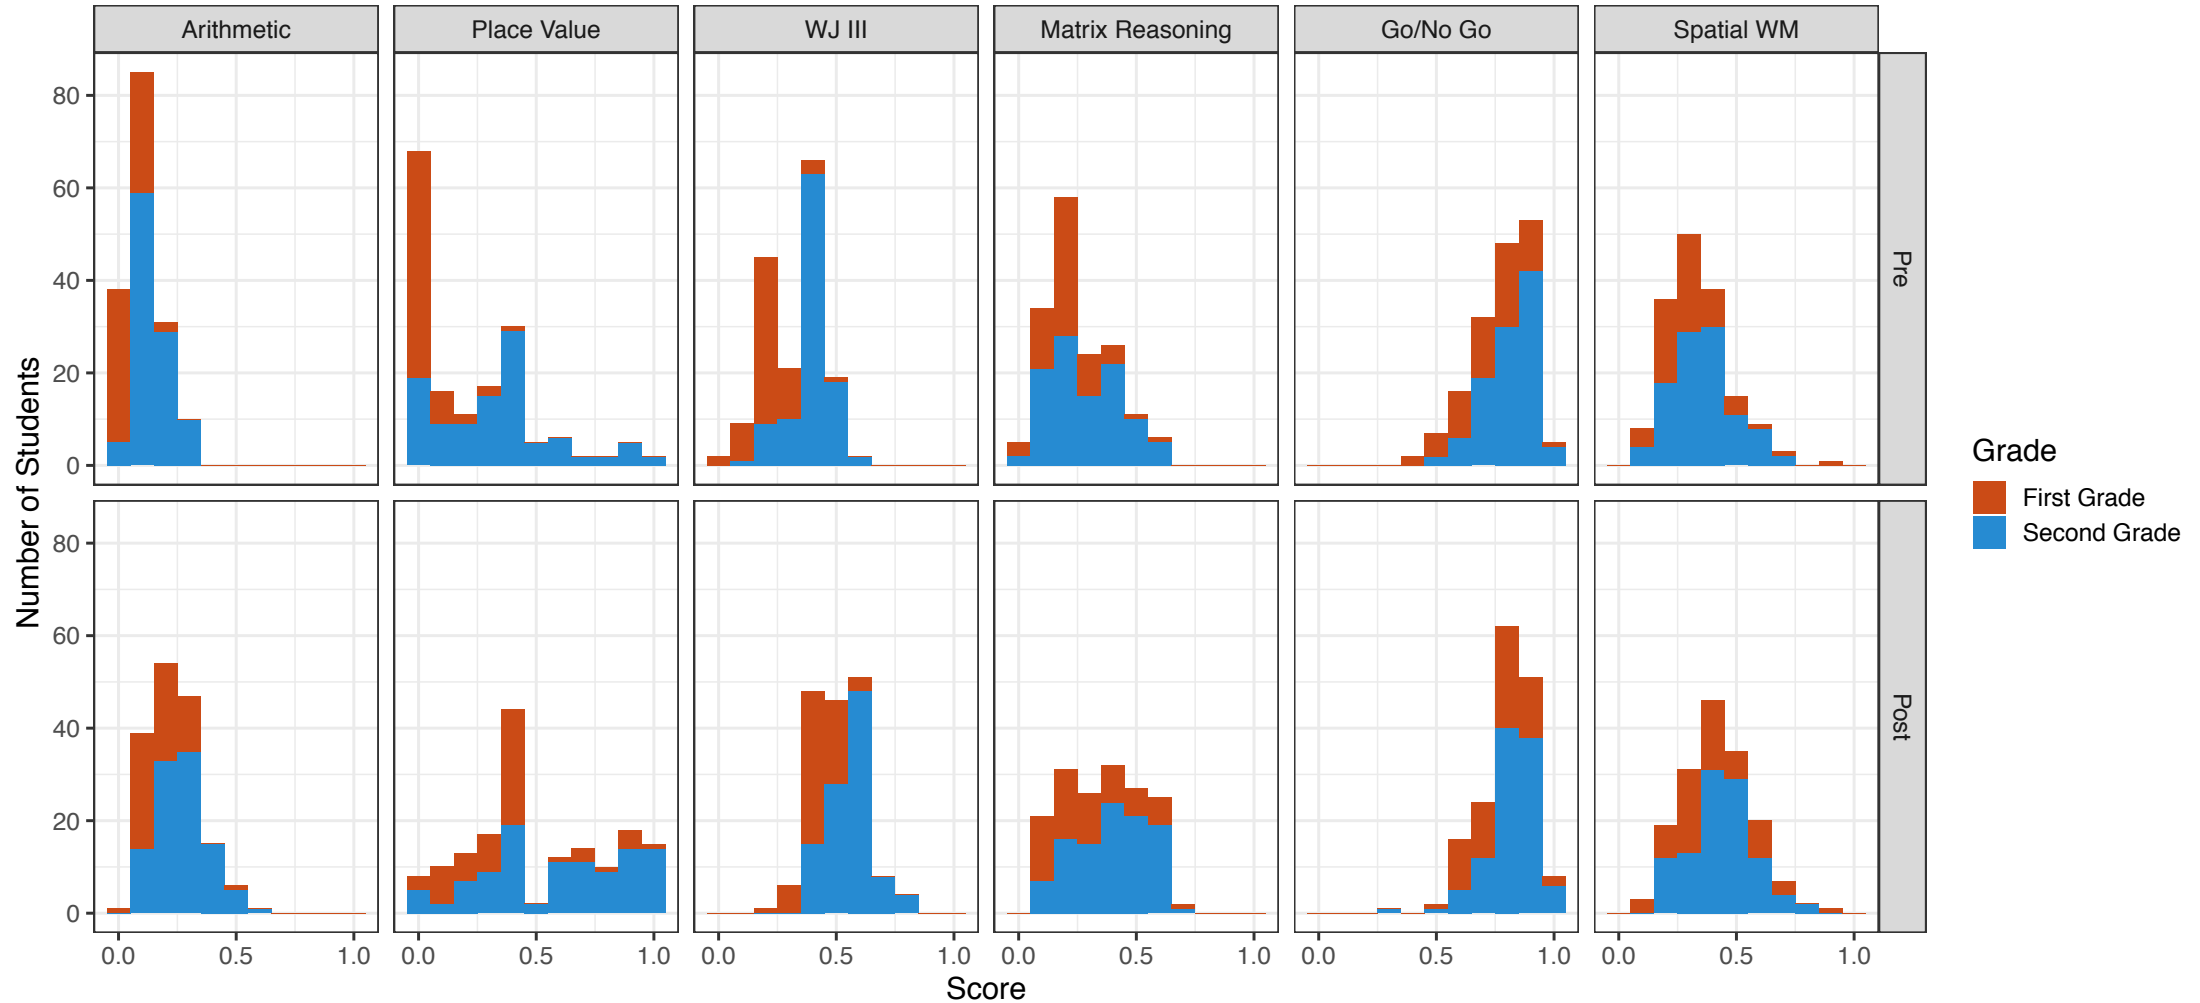 Arithmetic
Place Value
WJ III
Matrix Reasoning
Go/No Go
Spatial WM
80
60
40
20
0
Pre
80
60
40
20
0
Post
Number of Students
0.0 0.5 1.0
0.0 0.5 1.0
0.0 0.5 1.0
0.0 0.5 1.0
0.0 0.5 1.0
0.0 0.5 1.0
Score
Grade
First Grade
Second Grade